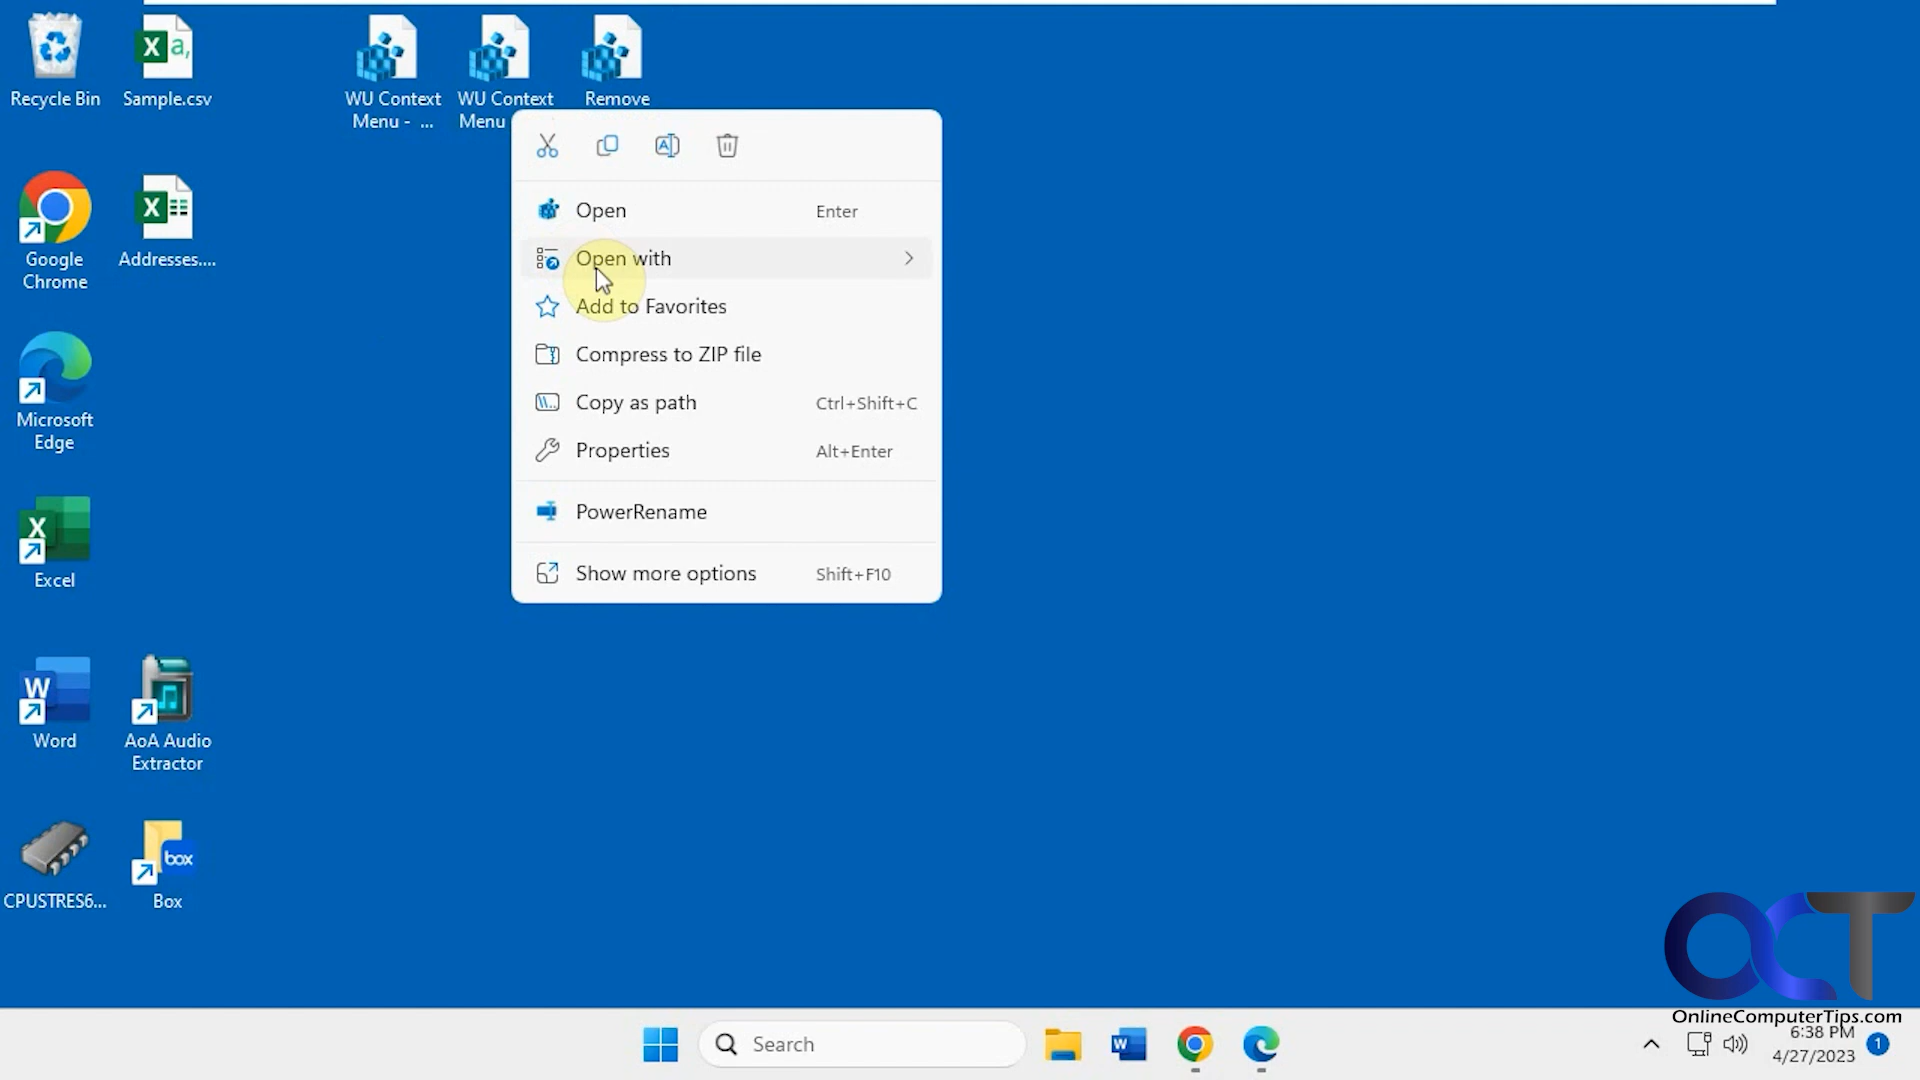 Recycle Bin
Sample.csv
WU Context
Menu - ...
WU Context
Menu
Remove
Google
Chrome
Addresses....
Microsoft
Edge
Excel
Word
AoA Audio
Extractor
CPUSTRES6...
box
Box
Open Enter
Open with
Add to Favorites
Compress to ZIP file
Copy as path Ctrl+Shift+C
Properties Alt+Enter
PowerRename
Show more options Shift+F10
OCT
OnlineComputerTips.com
Search
6:38 PM
4/27/2023
1